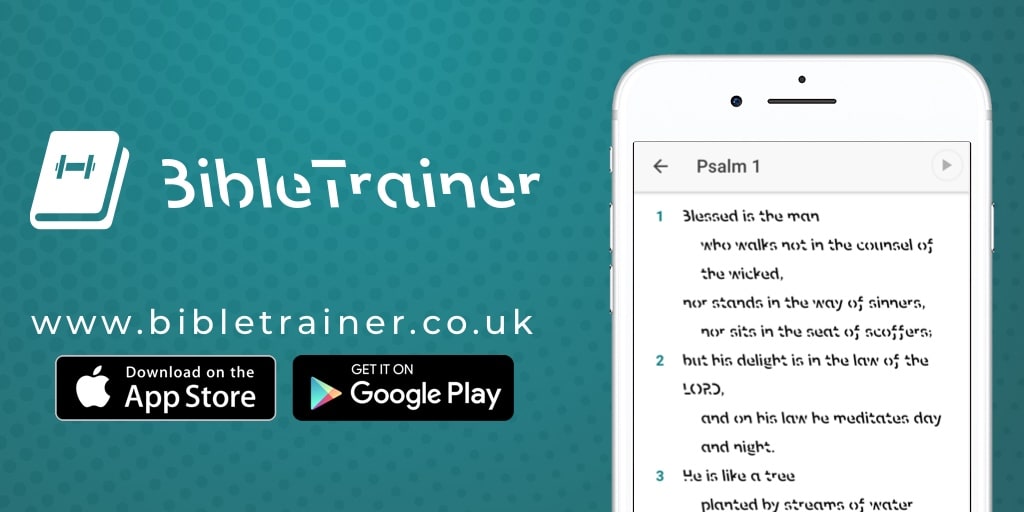 BibleTrainer
www.bibletrainer.co.uk
Download on the
App Store
GET IT ON
Google Play
Psalm 1
1 Blessed is the man
who walks not in the counsel of
the wicked,
nor stands in the way of sinners,
nor sits in the seat of scoffers;
2 but his delight is in the law of the
LORD,
and on his law he meditates day
and night.
3 He is like a tree
planted by streams of water